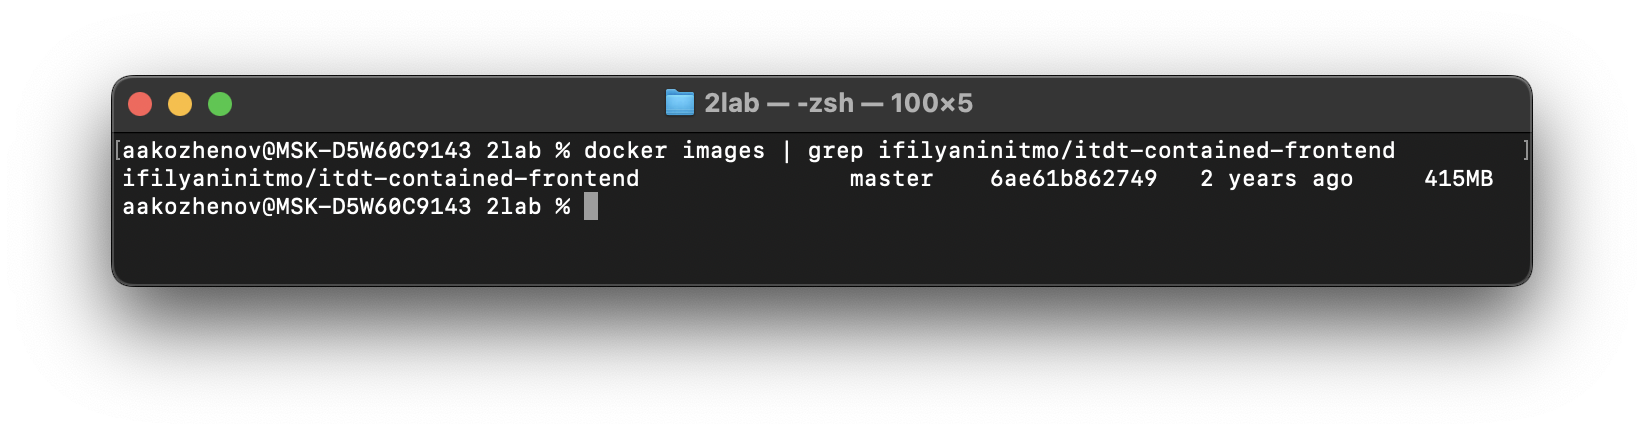 2lab — -zsh — 100×5
[aakozhenov@MSK-D5W60C9143 2lab % docker images | grep ifilyaninitmo/itdt-contained-frontend ]
ifilyaninitmo/itdt-contained-frontend master 6ae61b862749 2 years ago 415MB
aakozhenov@MSK-D5W60C9143 2lab %